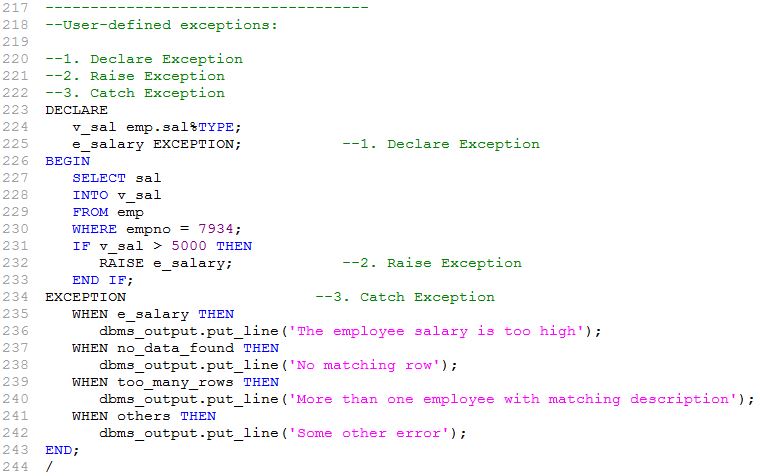 217 ------------------------------------
218 --User-defined exceptions:
219
220 --1. Declare Exception
221 --2. Raise Exception
222 --3. Catch Exception
223 DECLARE
224    v_sal emp.sal%TYPE;
225    e_salary EXCEPTION;           --1. Declare Exception
226 BEGIN
227    SELECT sal
228    INTO v_sal
229    FROM emp
230    WHERE empno = 7934;
231    IF v_sal > 5000 THEN
232       RAISE e_salary;            --2. Raise Exception
233    END IF;
234 EXCEPTION                     --3. Catch Exception
235    WHEN e_salary THEN
236       dbms_output.put_line('The employee salary is too high');
237    WHEN no_data_found THEN
238       dbms_output.put_line('No matching row');
239    WHEN too_many_rows THEN
240       dbms_output.put_line('More than one employee with matching description');
241    WHEN others THEN
242       dbms_output.put_line('Some other error');
243 END;
244 /